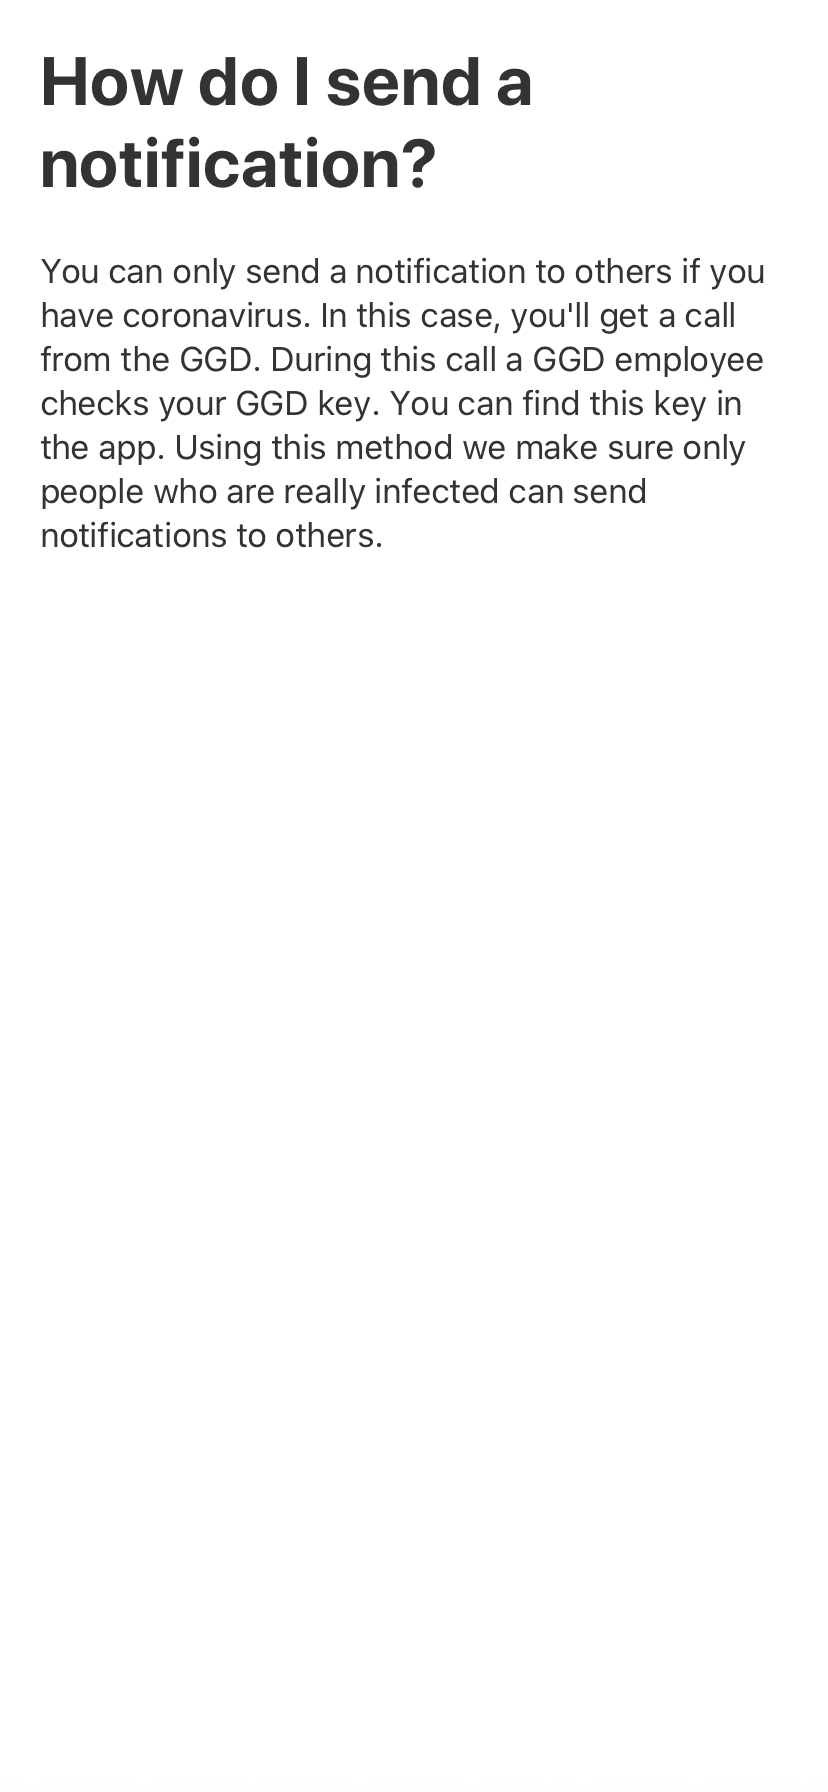 How do I send a
notification?
You can only send a notification to others if you
have coronavirus. In this case, you'll get a call
from the GGD. During this call a GGD employee
checks your GGD key. You can find this key in
the app. Using this method we make sure only
people who are really infected can send
notifications to others.